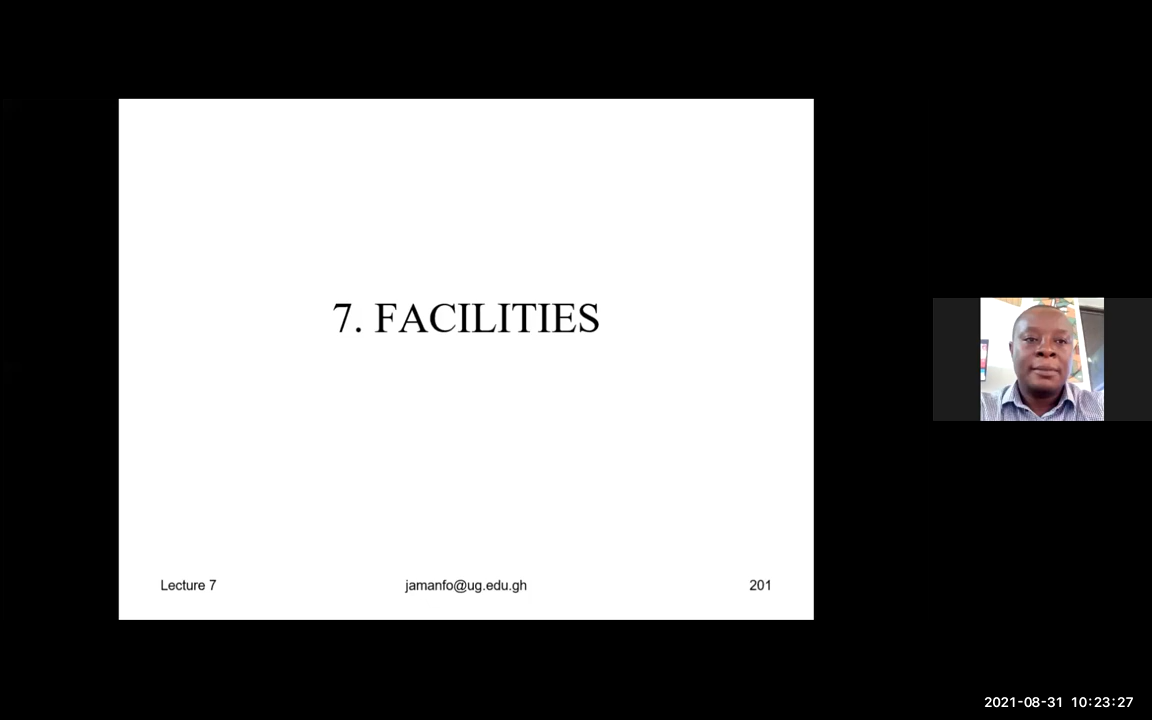 7. FACILITIES
Lecture 7
jamanfo@ug.edu.gh
201
2021-08-31 10:23:27